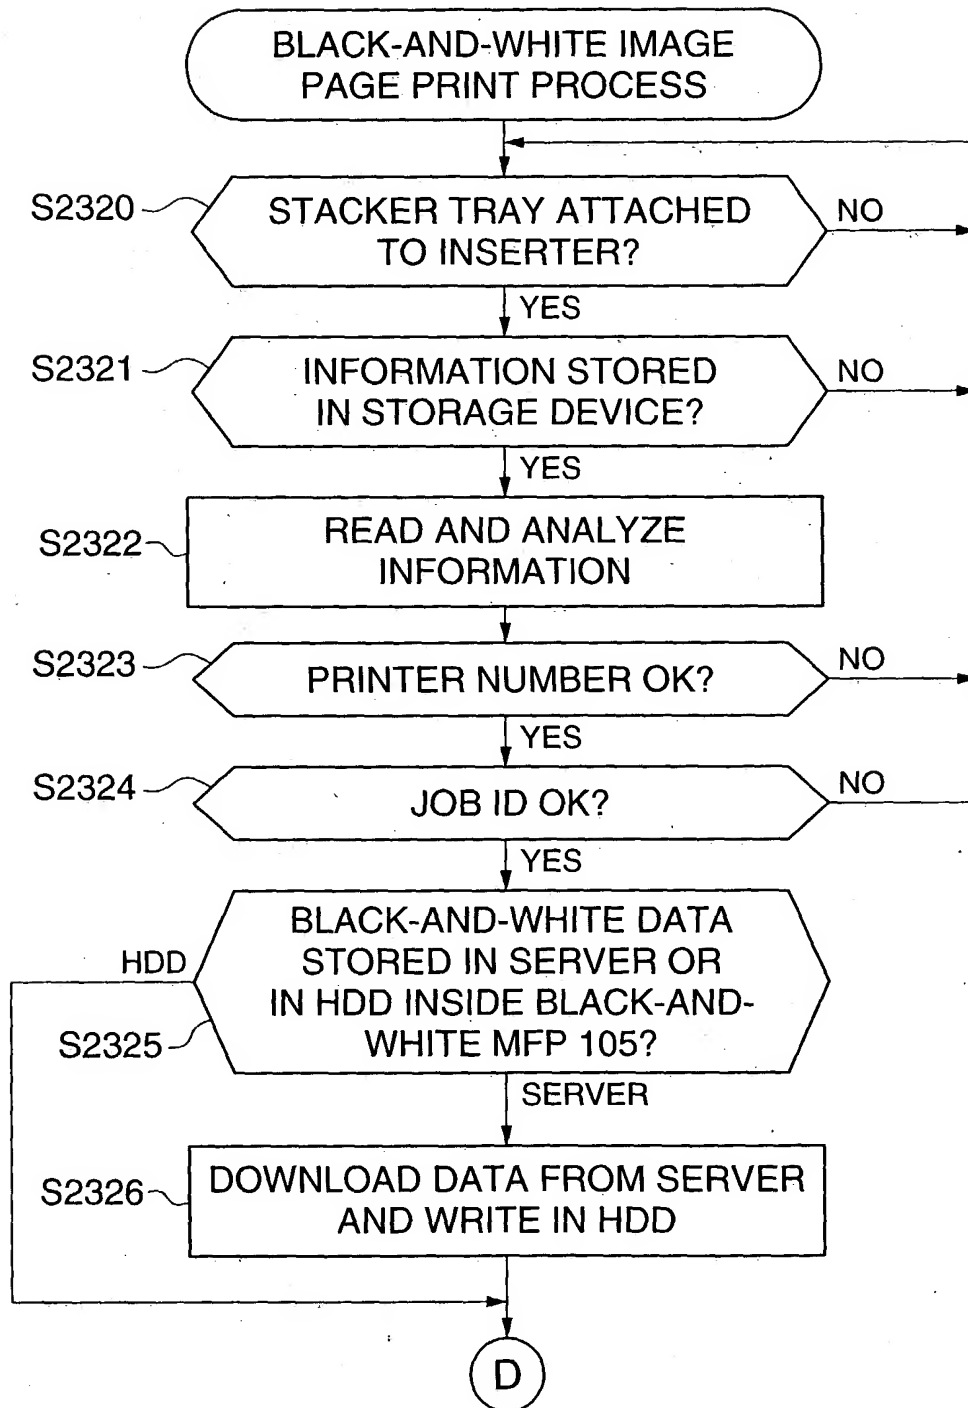 BLACK-AND-WHITE IMAGE
PAGE PRINT PROCESS
S2320
STACKER TRAY ATTACHED
TO INSERTER?
NO
YES
S2321
INFORMATION STORED
IN STORAGE DEVICE?
NO
YES
S2322
READ AND ANALYZE
INFORMATION
S2323
PRINTER NUMBER OK?
NO
YES
S2324
JOB ID OK?
NO
YES
HDD
BLACK-AND-WHITE DATA
STORED IN SERVER OR
IN HDD INSIDE BLACK-AND-
WHITE MFP 105?
S2325
SERVER
S2326
DOWNLOAD DATA FROM SERVER
AND WRITE IN HDD
D